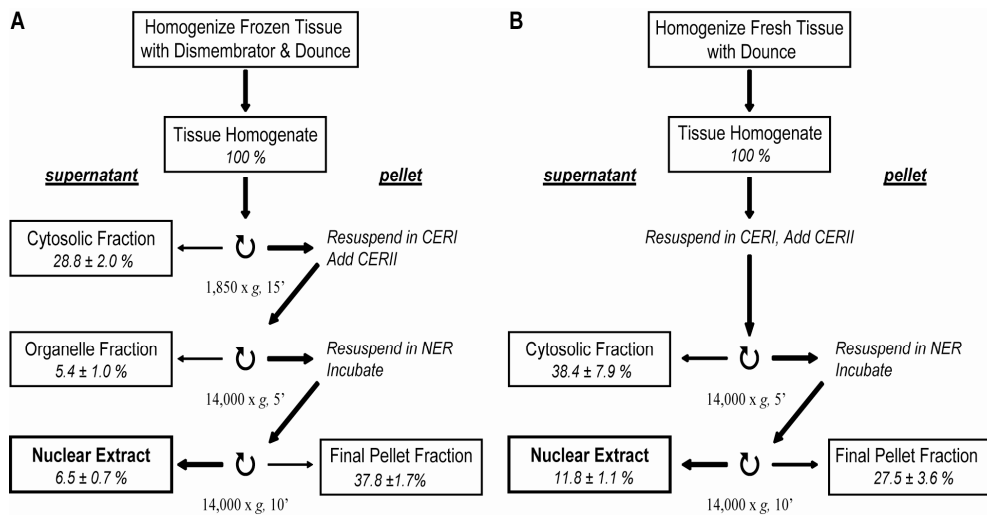 A
Homogenize Frozen Tissue
with Dismembrator & Dounce
Tissue Homogenate
100 %
supernatant
pellet
Cytosolic Fraction
28.8 ± 2.0 %
Resuspend in CERI
Add CERII
1,850 x g, 15’
Organelle Fraction
5.4 ± 1.0 %
Resuspend in NER
Incubate
14,000 x g, 5’
Nuclear Extract
6.5 ± 0.7 %
Final Pellet Fraction
37.8 ±1.7%
14,000 x g, 10’
B
Homogenize Fresh Tissue
with Dounce
Tissue Homogenate
100 %
supernatant
pellet
Resuspend in CERI, Add CERII
Cytosolic Fraction
38.4 ± 7.9 %
Resuspend in NER
Incubate
14,000 x g, 5’
Nuclear Extract
11.8 ± 1.1 %
Final Pellet Fraction
27.5 ± 3.6 %
14,000 x g, 10’